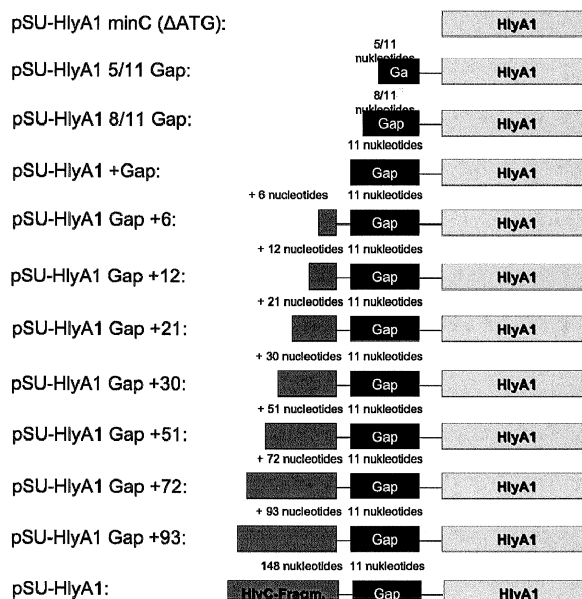 pSU-HlyA1 minC (ΔATG): HlyA1
5/11 nukleotides
pSU-HlyA1 5/11 Gap: Ga HlyA1
8/11 nukleotides
pSU-HlyA1 8/11 Gap: Gap HlyA1
11 nukleotides
pSU-HlyA1 +Gap: Gap HlyA1
+ 6 nucleotides 11 nukleotides
pSU-HlyA1 Gap +6: Gap HlyA1
+ 12 nucleotides 11 nukleotides
pSU-HlyA1 Gap +12: Gap HlyA1
+ 21 nucleotides 11 nukleotides
pSU-HlyA1 Gap +21: Gap HlyA1
+ 30 nucleotides 11 nukleotides
pSU-HlyA1 Gap +30: Gap HlyA1
+ 51 nucleotides 11 nukleotides
pSU-HlyA1 Gap +51: Gap HlyA1
+ 72 nucleotides 11 nukleotides
pSU-HlyA1 Gap +72: Gap HlyA1
+ 93 nucleotides 11 nukleotides
pSU-HlyA1 Gap +93: Gap HlyA1
148 nukleotides 11 nukleotides
pSU-HlyA1: HlyC-Fragm. Gap HlyA1